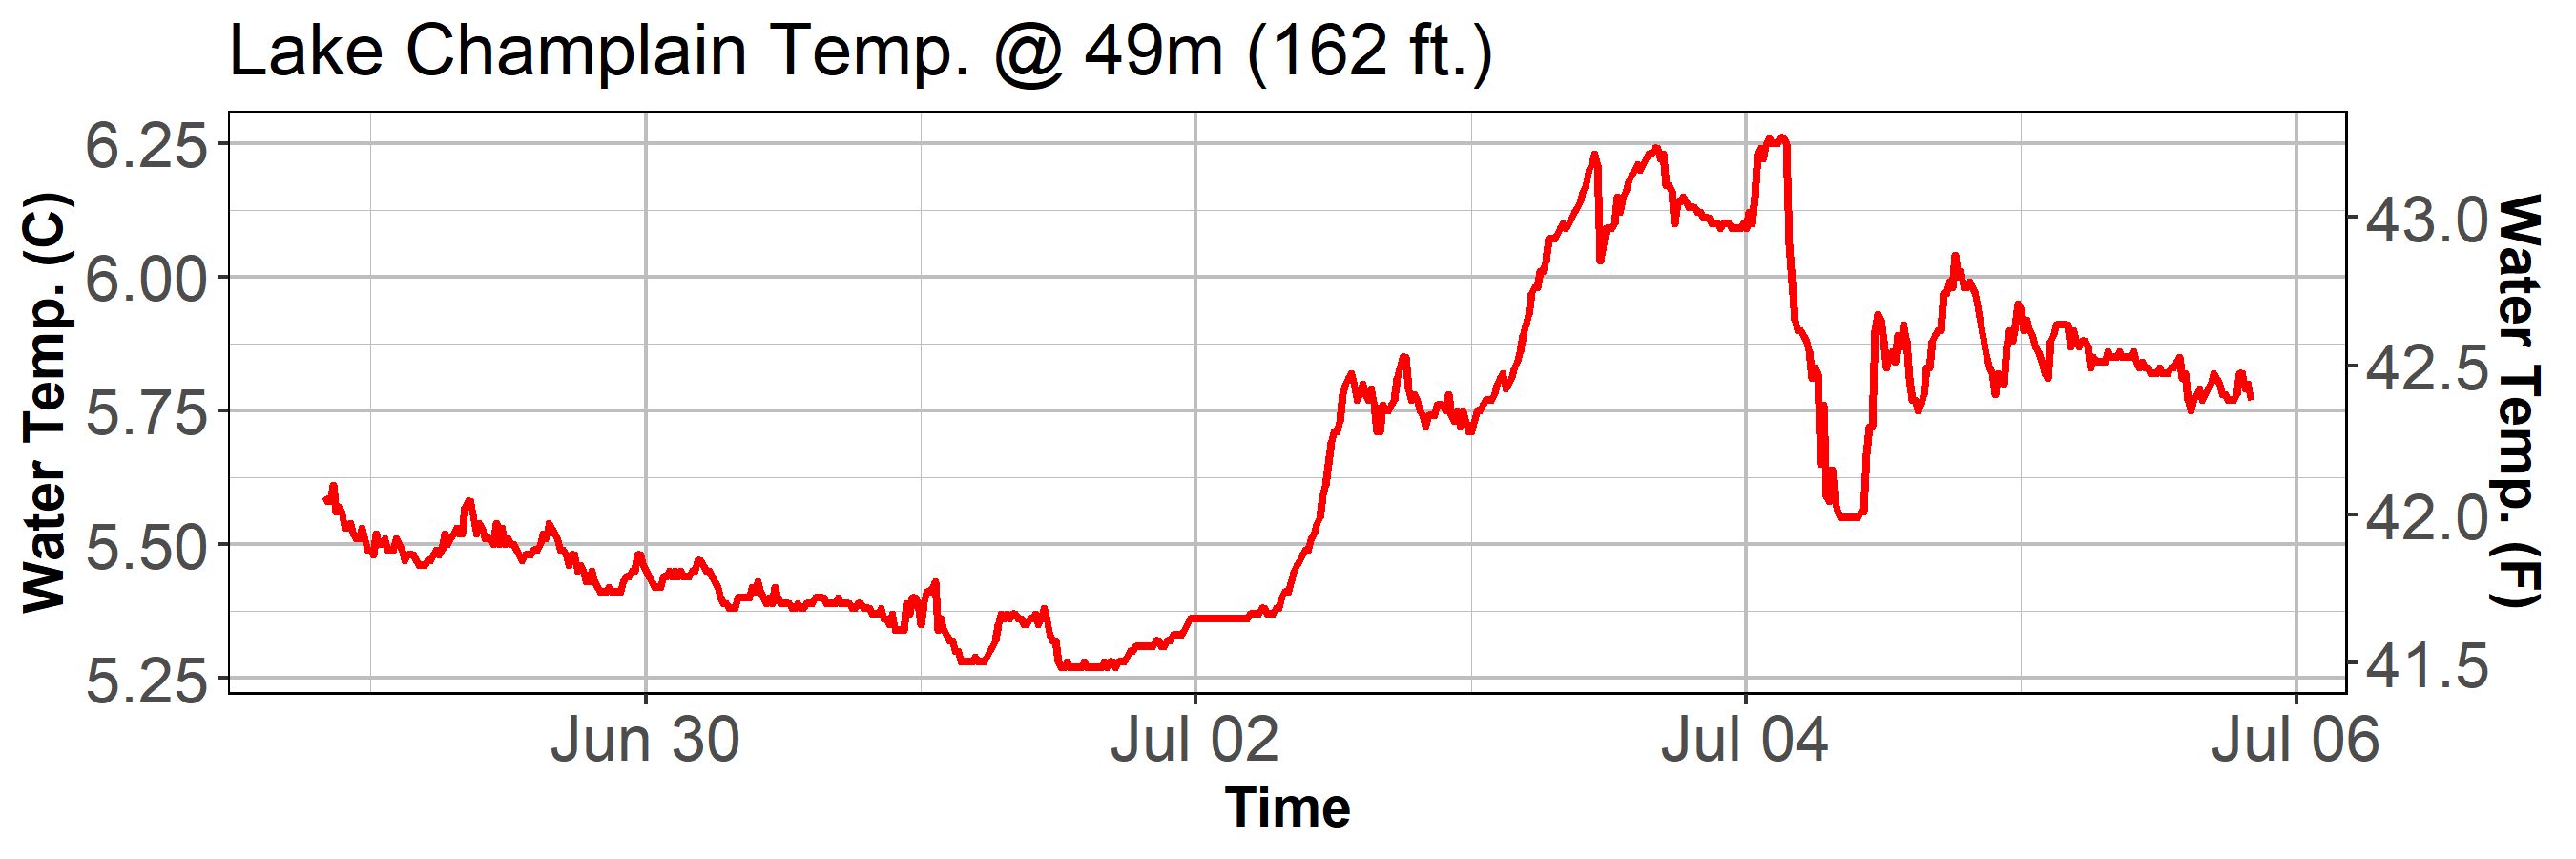 Lake Champlain Temp. @ 49m (162 ft.)
Water Temp. (C)
6.25
6.00
5.75
5.50
5.25
43.0
42.5
42.0
41.5
Water Temp. (F)
Jun 30
Jul 02
Jul 04
Jul 06
Time